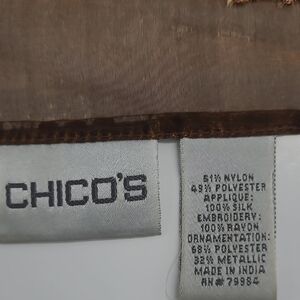 CHICO'S
51% NYLON
49% POLYESTER
APPLIQUE:
100% SILK
EMBROIDERY:
100% RAYON
ORNAMENTATION:
68% POLYESTER
32% METALLIC
MADE IN INDIA
RN# 79984